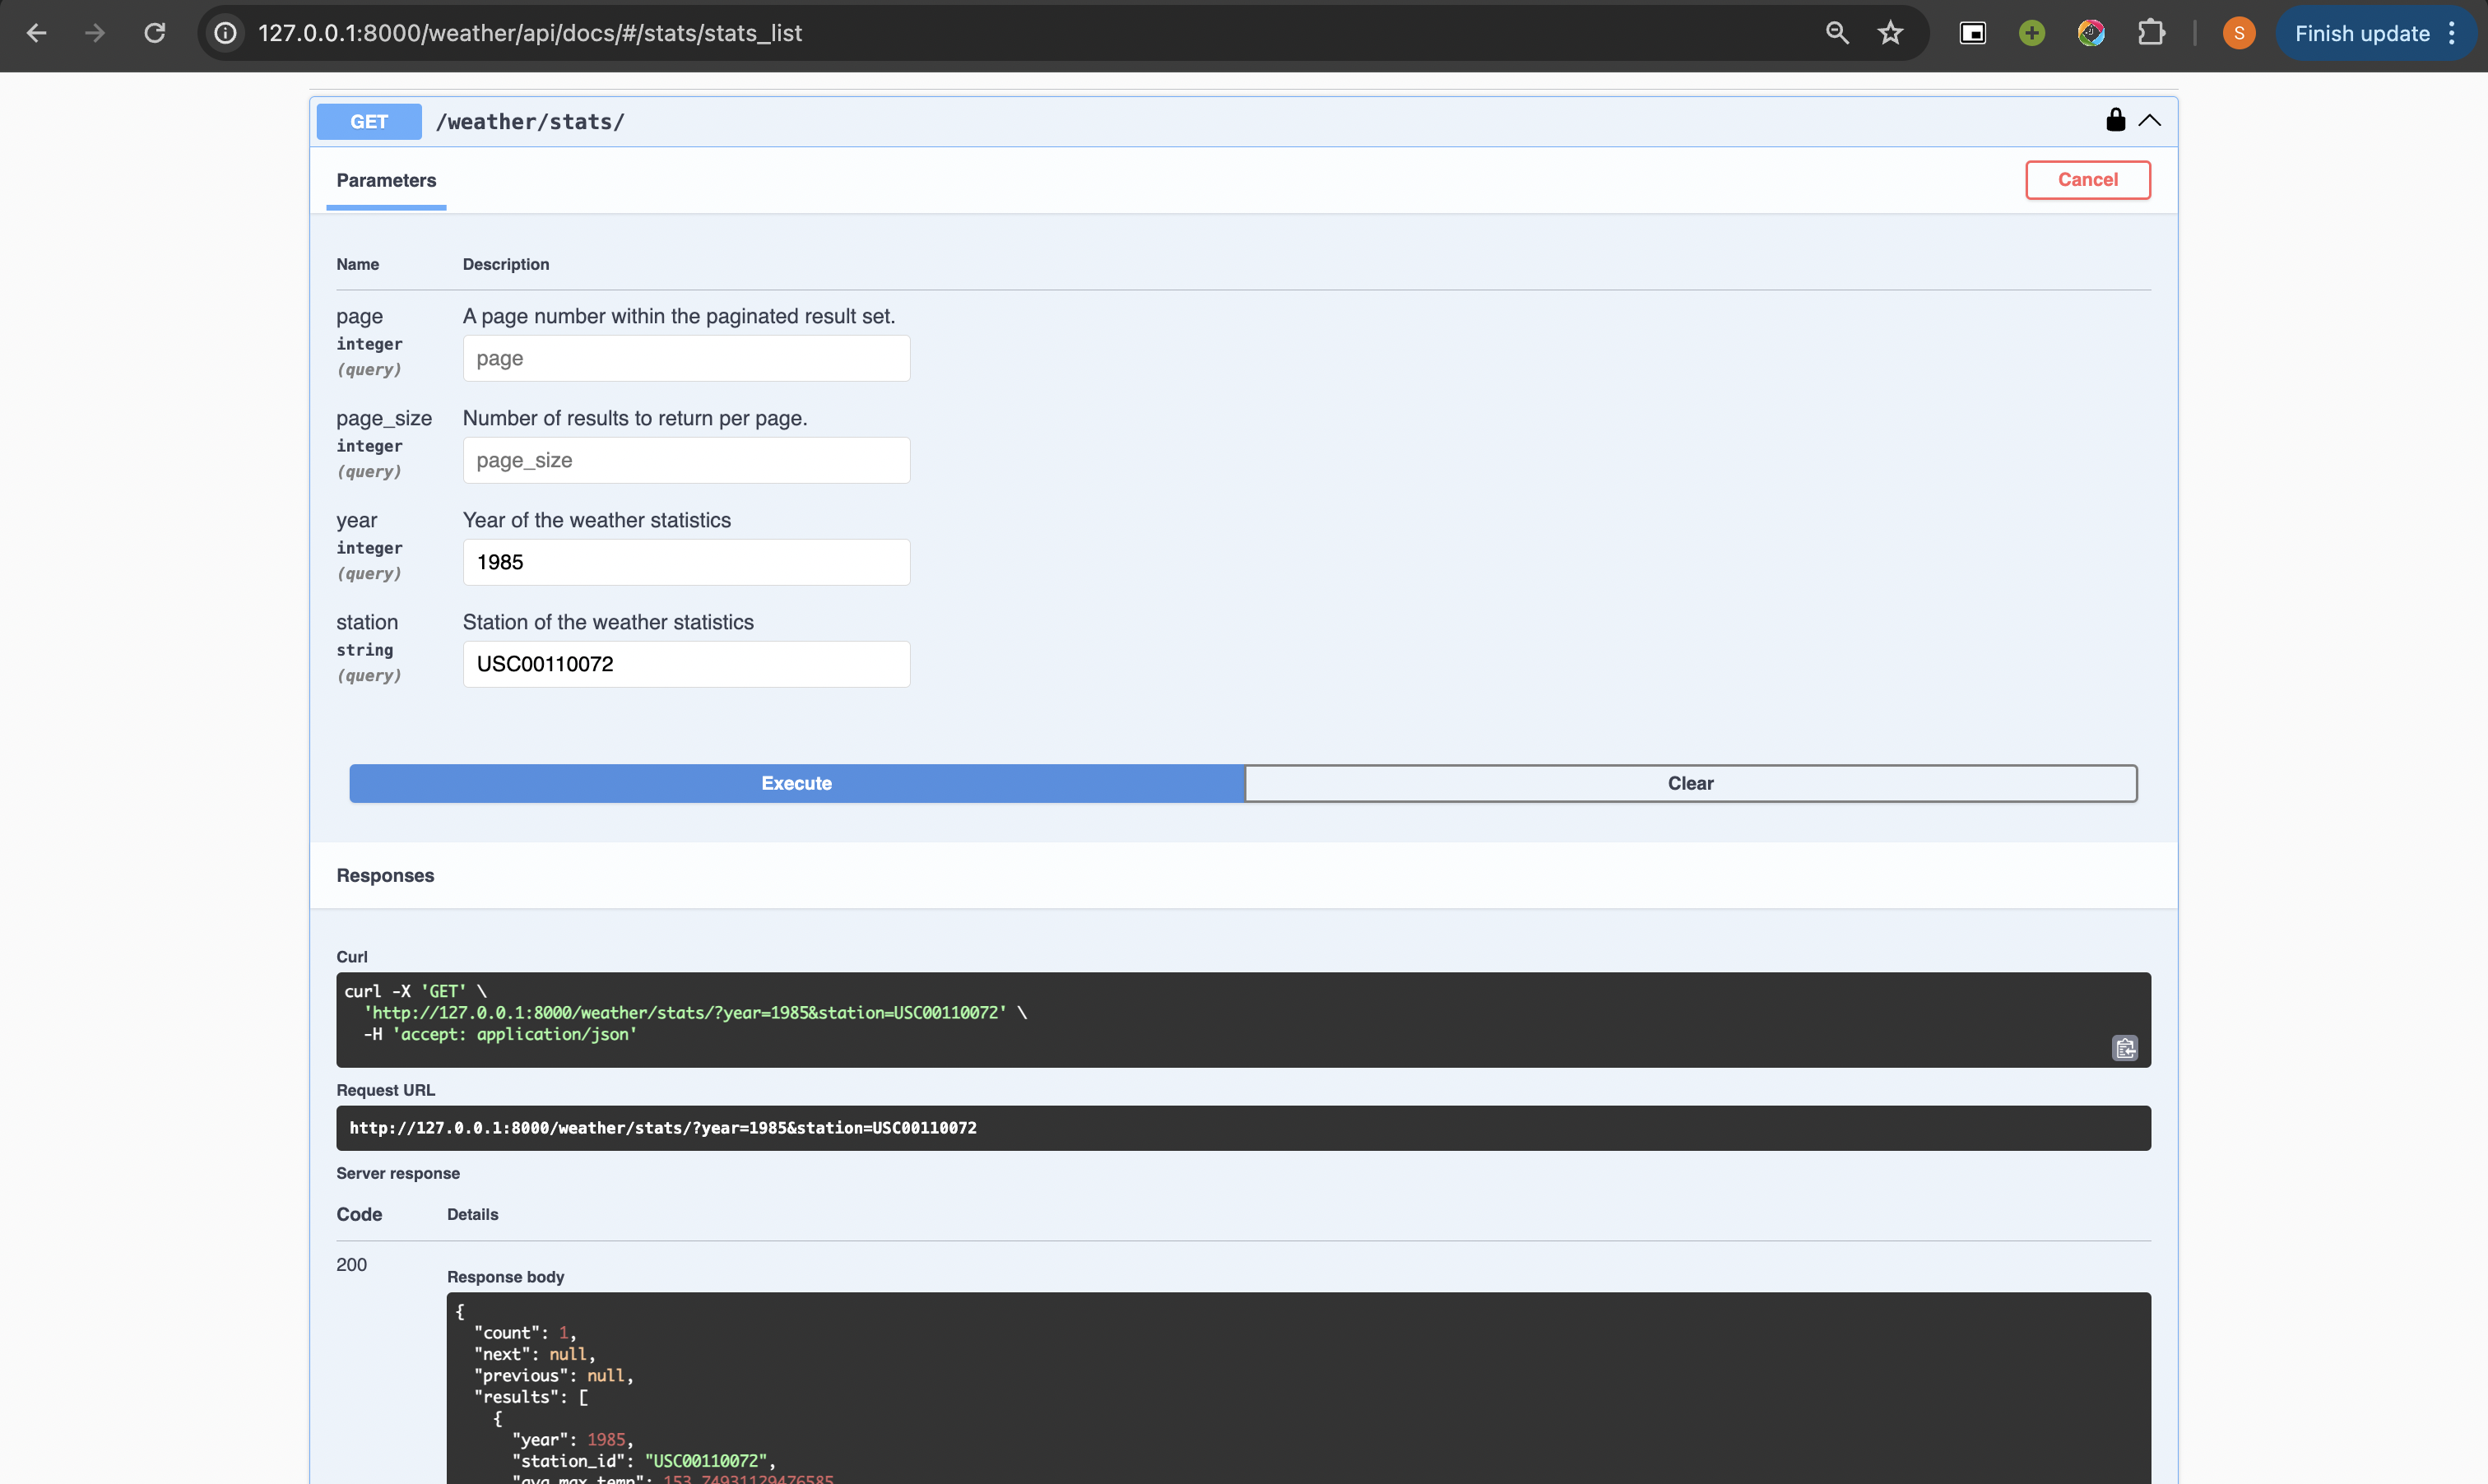 127.0.0.1:8000/weather/api/docs/#/stats/stats_list
S
Finish update
GET /weather/stats/
Parameters
Cancel
Name Description
page A page number within the paginated result set.
integer
(query)
page
page_size Number of results to return per page.
integer
(query)
page_size
year Year of the weather statistics
integer
(query)
1985
station Station of the weather statistics
string
(query)
USC00110072
Execute Clear
Responses
Curl
curl -X 'GET' \
'http://127.0.0.1:8000/weather/stats/?year=1985&station=USC00110072' \
-H 'accept: application/json'
Request URL
http://127.0.0.1:8000/weather/stats/?year=1985&station=USC00110072
Server response
Code Details
200
Response body
{
"count": 1,
"next": null,
"previous": null,
"results": [
{
"year": 1985,
"station_id": "USC00110072",
"avg_max_temp": 153.74931129476585